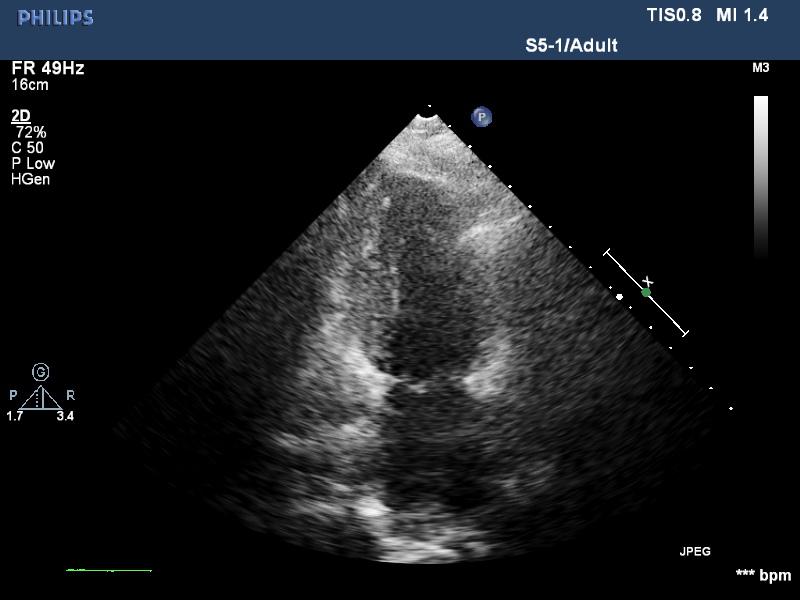 PHILIPS
TIS0.8 MI 1.4
S5-1/Adult
FR 49Hz
16cm
M3
2D
72%
C 50
P Low
HGen
P
G
P R
1.7 3.4
JPEG
*** bpm